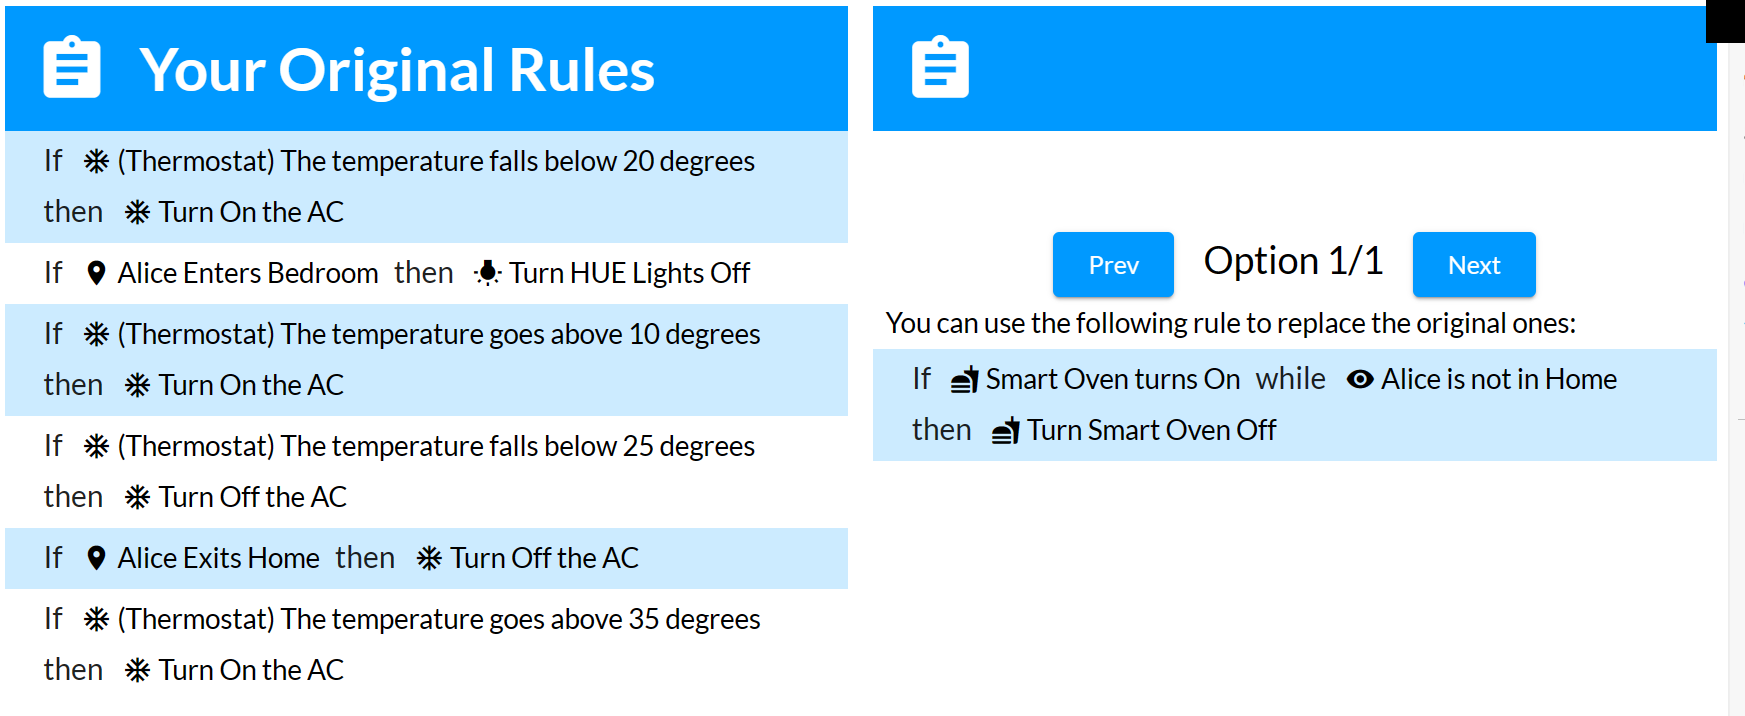 Your Original Rules
If (Thermostat) The temperature falls below 20 degrees
then Turn On the AC
If Alice Enters Bedroom then Turn HUE Lights Off
If (Thermostat) The temperature goes above 10 degrees
then Turn On the AC
If (Thermostat) The temperature falls below 25 degrees
then Turn Off the AC
If Alice Exits Home then Turn Off the AC
If (Thermostat) The temperature goes above 35 degrees
then Turn On the AC
Prev Option 1/1 Next
You can use the following rule to replace the original ones:
If Smart Oven turns On while Alice is not in Home
then Turn Smart Oven Off